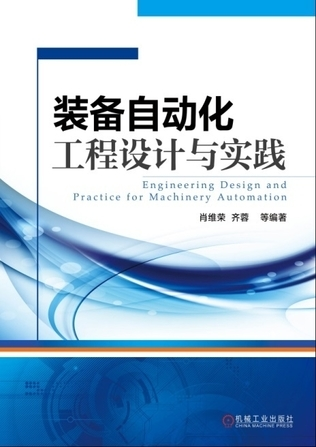 装备自动化
工程设计与实践
Engineering Design and
Practice for Machinery Automation
肖维荣 齐蓉 等编著
机械工业出版社
CHINA MACHINE PRESS